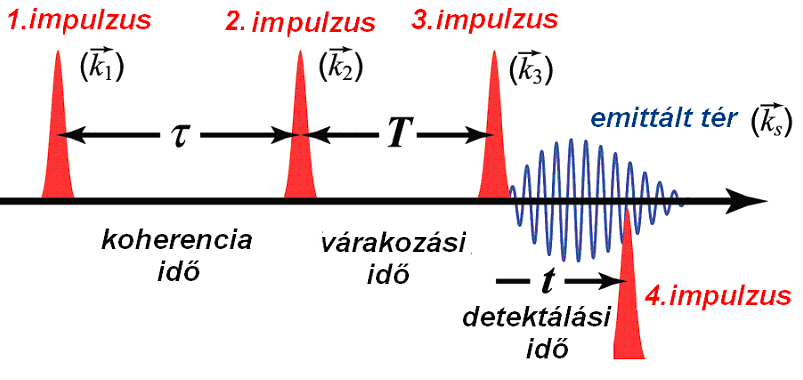 1.impulzus
2. impulzus
3. impulzus
(k⃗1)
(k⃗2)
(k⃗3)
τ
T
emittált tér (k⃗s)
koherencia
idő
várakozási
idő
t
detektálási
idő
4.impulzus